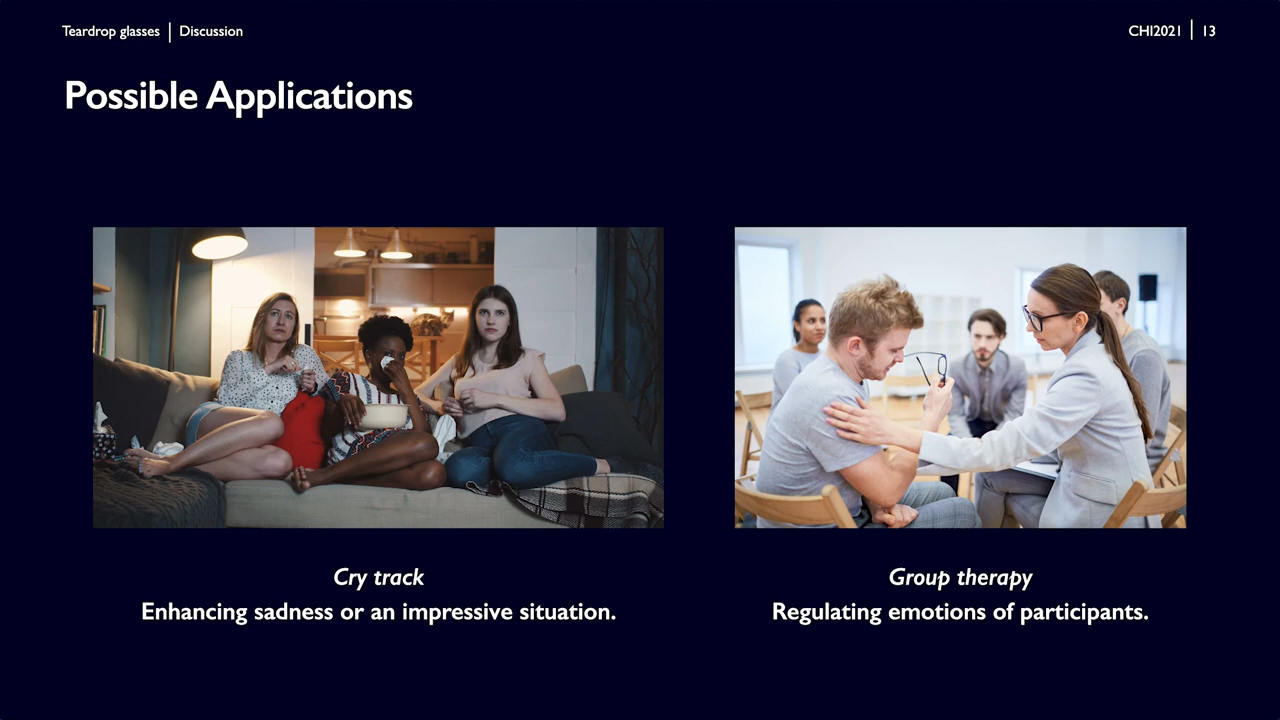 Teardrop glasses | Discussion
CHI2021 | 13
Possible Applications
Cry track
Enhancing sadness or an impressive situation.
Group therapy
Regulating emotions of participants.